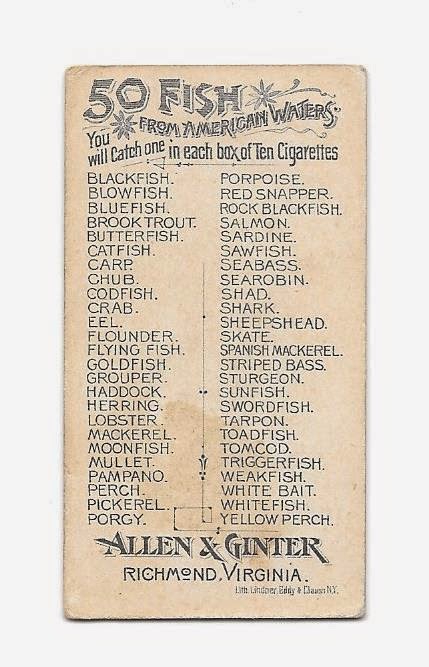 50 FISH
FROM AMERICAN WATERS.
You
will Catch one in each box of Ten Cigarettes
BLACKFISH.
BLOWFISH.
BLUEFISH.
BROOK TROUT.
BUTTERFISH.
CATFISH.
CARP.
CHUB.
CODFISH.
CRAB.
EEL.
FLOUNDER.
FLYING FISH.
GOLDFISH.
GROUPER.
HADDOCK.
HERRING.
LOBSTER.
MACKEREL.
MOONFISH.
MULLET.
PAMPANO.
PERCH.
PICKEREL.
PORGY.
PORPOISE.
RED SNAPPER.
ROCK BLACKFISH.
SALMON.
SARDINE.
SAWFISH.
SEABASS.
SEAROBIN.
SHAD.
SHARK.
SHEEPSHEAD.
SKATE.
SPANISH MACKEREL.
STRIPED BASS.
STURGEON.
SUNFISH.
SWORDFISH.
TARPON.
TOADFISH.
TOMCOD.
TRIGGERFISH.
WEAKFISH.
WHITE BAIT.
WHITEFISH.
YELLOW PERCH.
ALLEN & GINTER
RICHMOND, VIRGINIA.
Lith. Lindner, Eddy & Clauss N.Y.